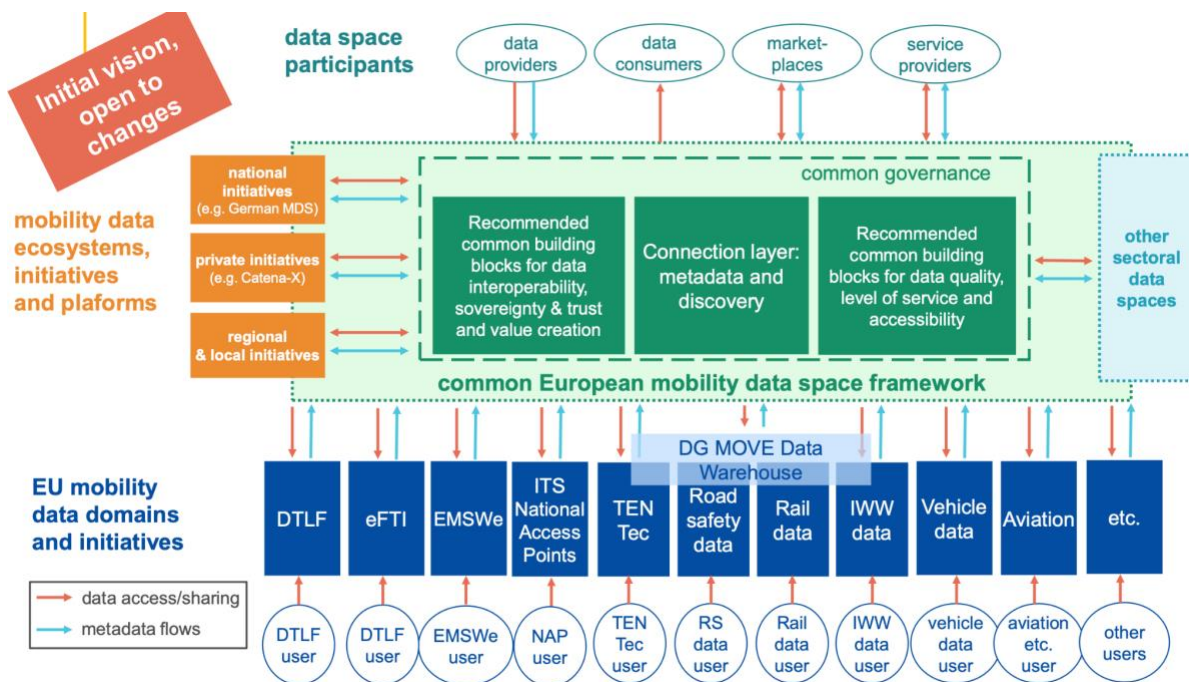 Initial vision,
open to
changes
data space
participants
data
providers
data
consumers
market-
places
service
providers
mobility data
ecosystems,
initiatives
and plaforms
national
initiatives
(e.g. German MDS)
private initiatives
(e.g. Catena-X)
regional
& local initiatives
common governance
Recommended
common building
blocks for data
interoperability,
sovereignty & trust
and value creation
Connection layer:
metadata and
discovery
Recommended
common building
blocks for data quality,
level of service and
accessibility
common European mobility data space framework
other
sectoral
data
spaces
EU mobility
data domains
and initiatives
DG MOVE Data
Warehouse
DTLF
eFTI
EMSWe
ITS
National
Access
Points
TEN
Tec
Road
safety
data
Rail
data
IWW
data
Vehicle
data
Aviation
etc.
data access/sharing
metadata flows
DTLF
user
DTLF
user
EMSWe
user
NAP
user
TEN
Tec
user
RS
data
user
Rail
data
user
IWW
data
user
vehicle
data
user
aviation
etc.
user
other
users